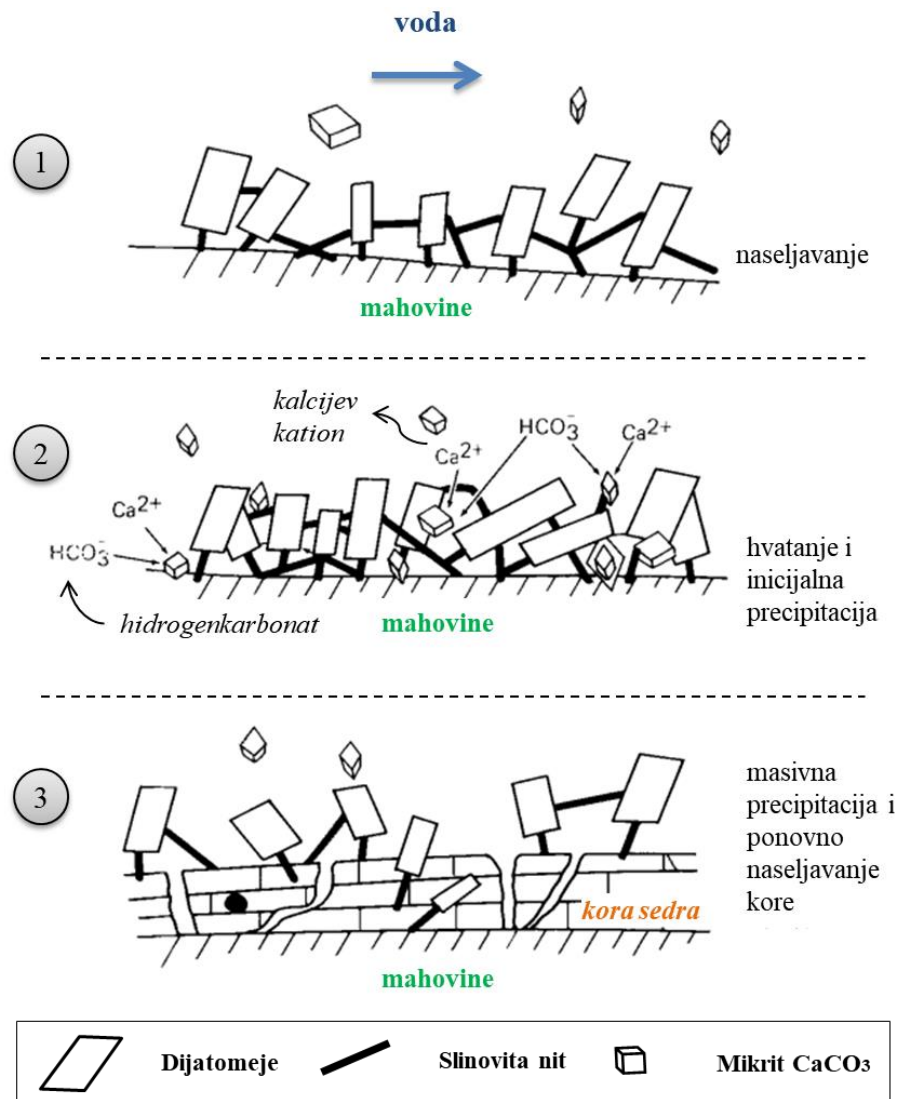 voda
1
naseljavanje
mahovine
2
kalcijev
kation
HCO₃⁻
Ca²⁺
Ca²⁺
Ca²⁺
HCO₃⁻
hvatanje i
inicijalna
precipitacija
hidrogenkarbonat
mahovine
3
masivna
precipitacija i
ponovno
naseljavanje
kore
kora sedra
mahovine
Dijatomeje
Slinovita nit
Mikrit CaCO₃